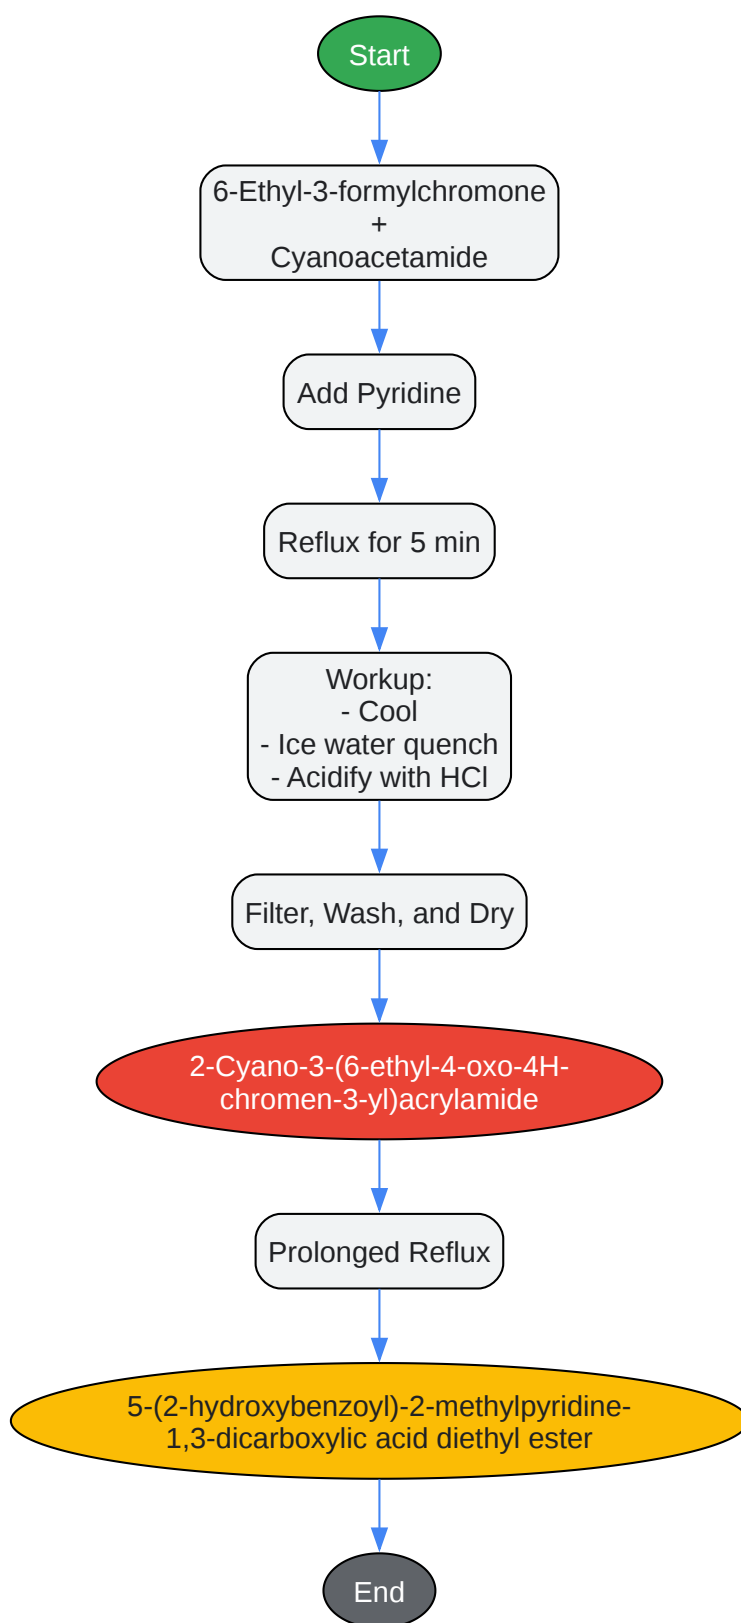 Start
6-Ethyl-3-formylchromone
+
Cyanoacetamide
Add Pyridine
Reflux for 5 min
Workup:
- Cool
- Ice water quench
- Acidify with HCl
Filter, Wash, and Dry
2-Cyano-3-(6-ethyl-4-oxo-4H-
chromen-3-yl)acrylamide
Prolonged Reflux
5-(2-hydroxybenzoyl)-2-methylpyridine-
1,3-dicarboxylic acid diethyl ester
End